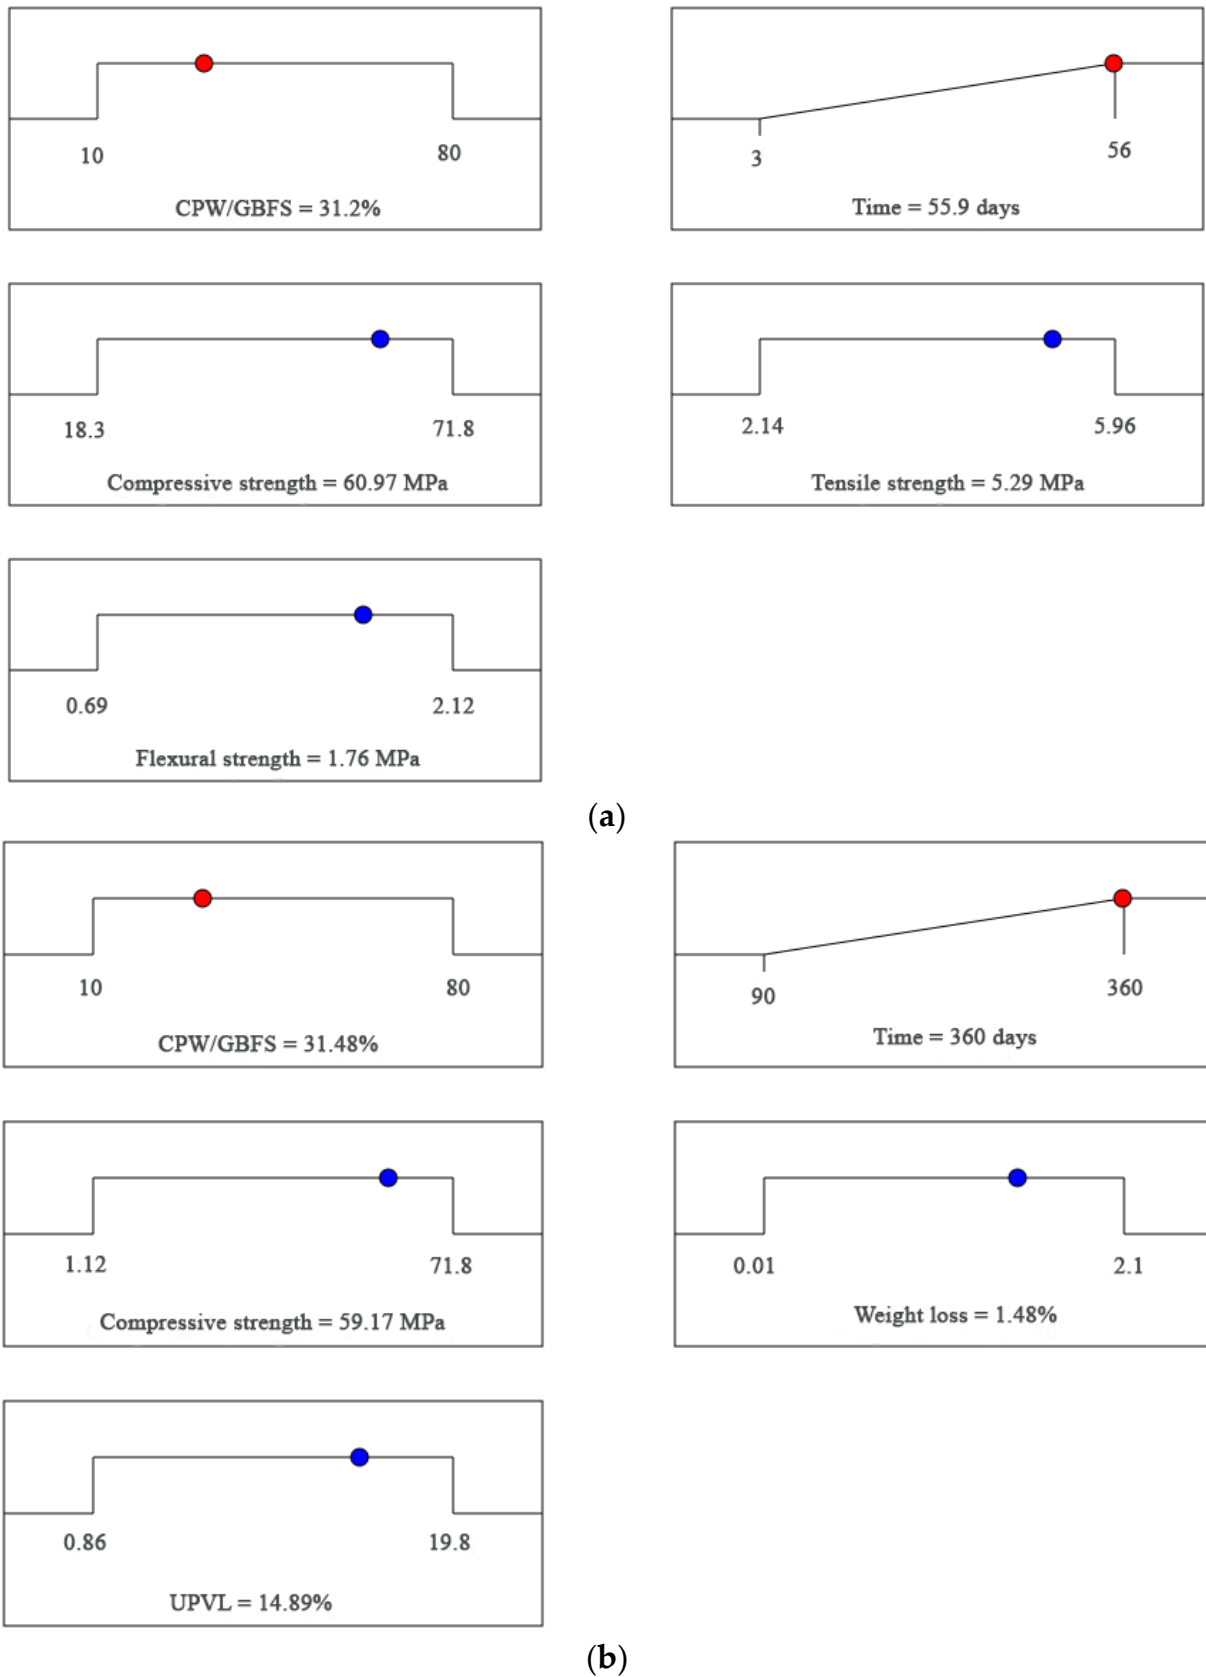 10
80
CPW/GBFS = 31.2%
3
56
Time = 55.9 days
18.3
71.8
Compressive strength = 60.97 MPa
2.14
5.96
Tensile strength = 5.29 MPa
0.69
2.12
Flexural strength = 1.76 MPa
(a)
10
80
CPW/GBFS = 31.48%
90
360
Time = 360 days
1.12
71.8
Compressive strength = 59.17 MPa
0.01
2.1
Weight loss = 1.48%
0.86
19.8
UPVL = 14.89%
(b)